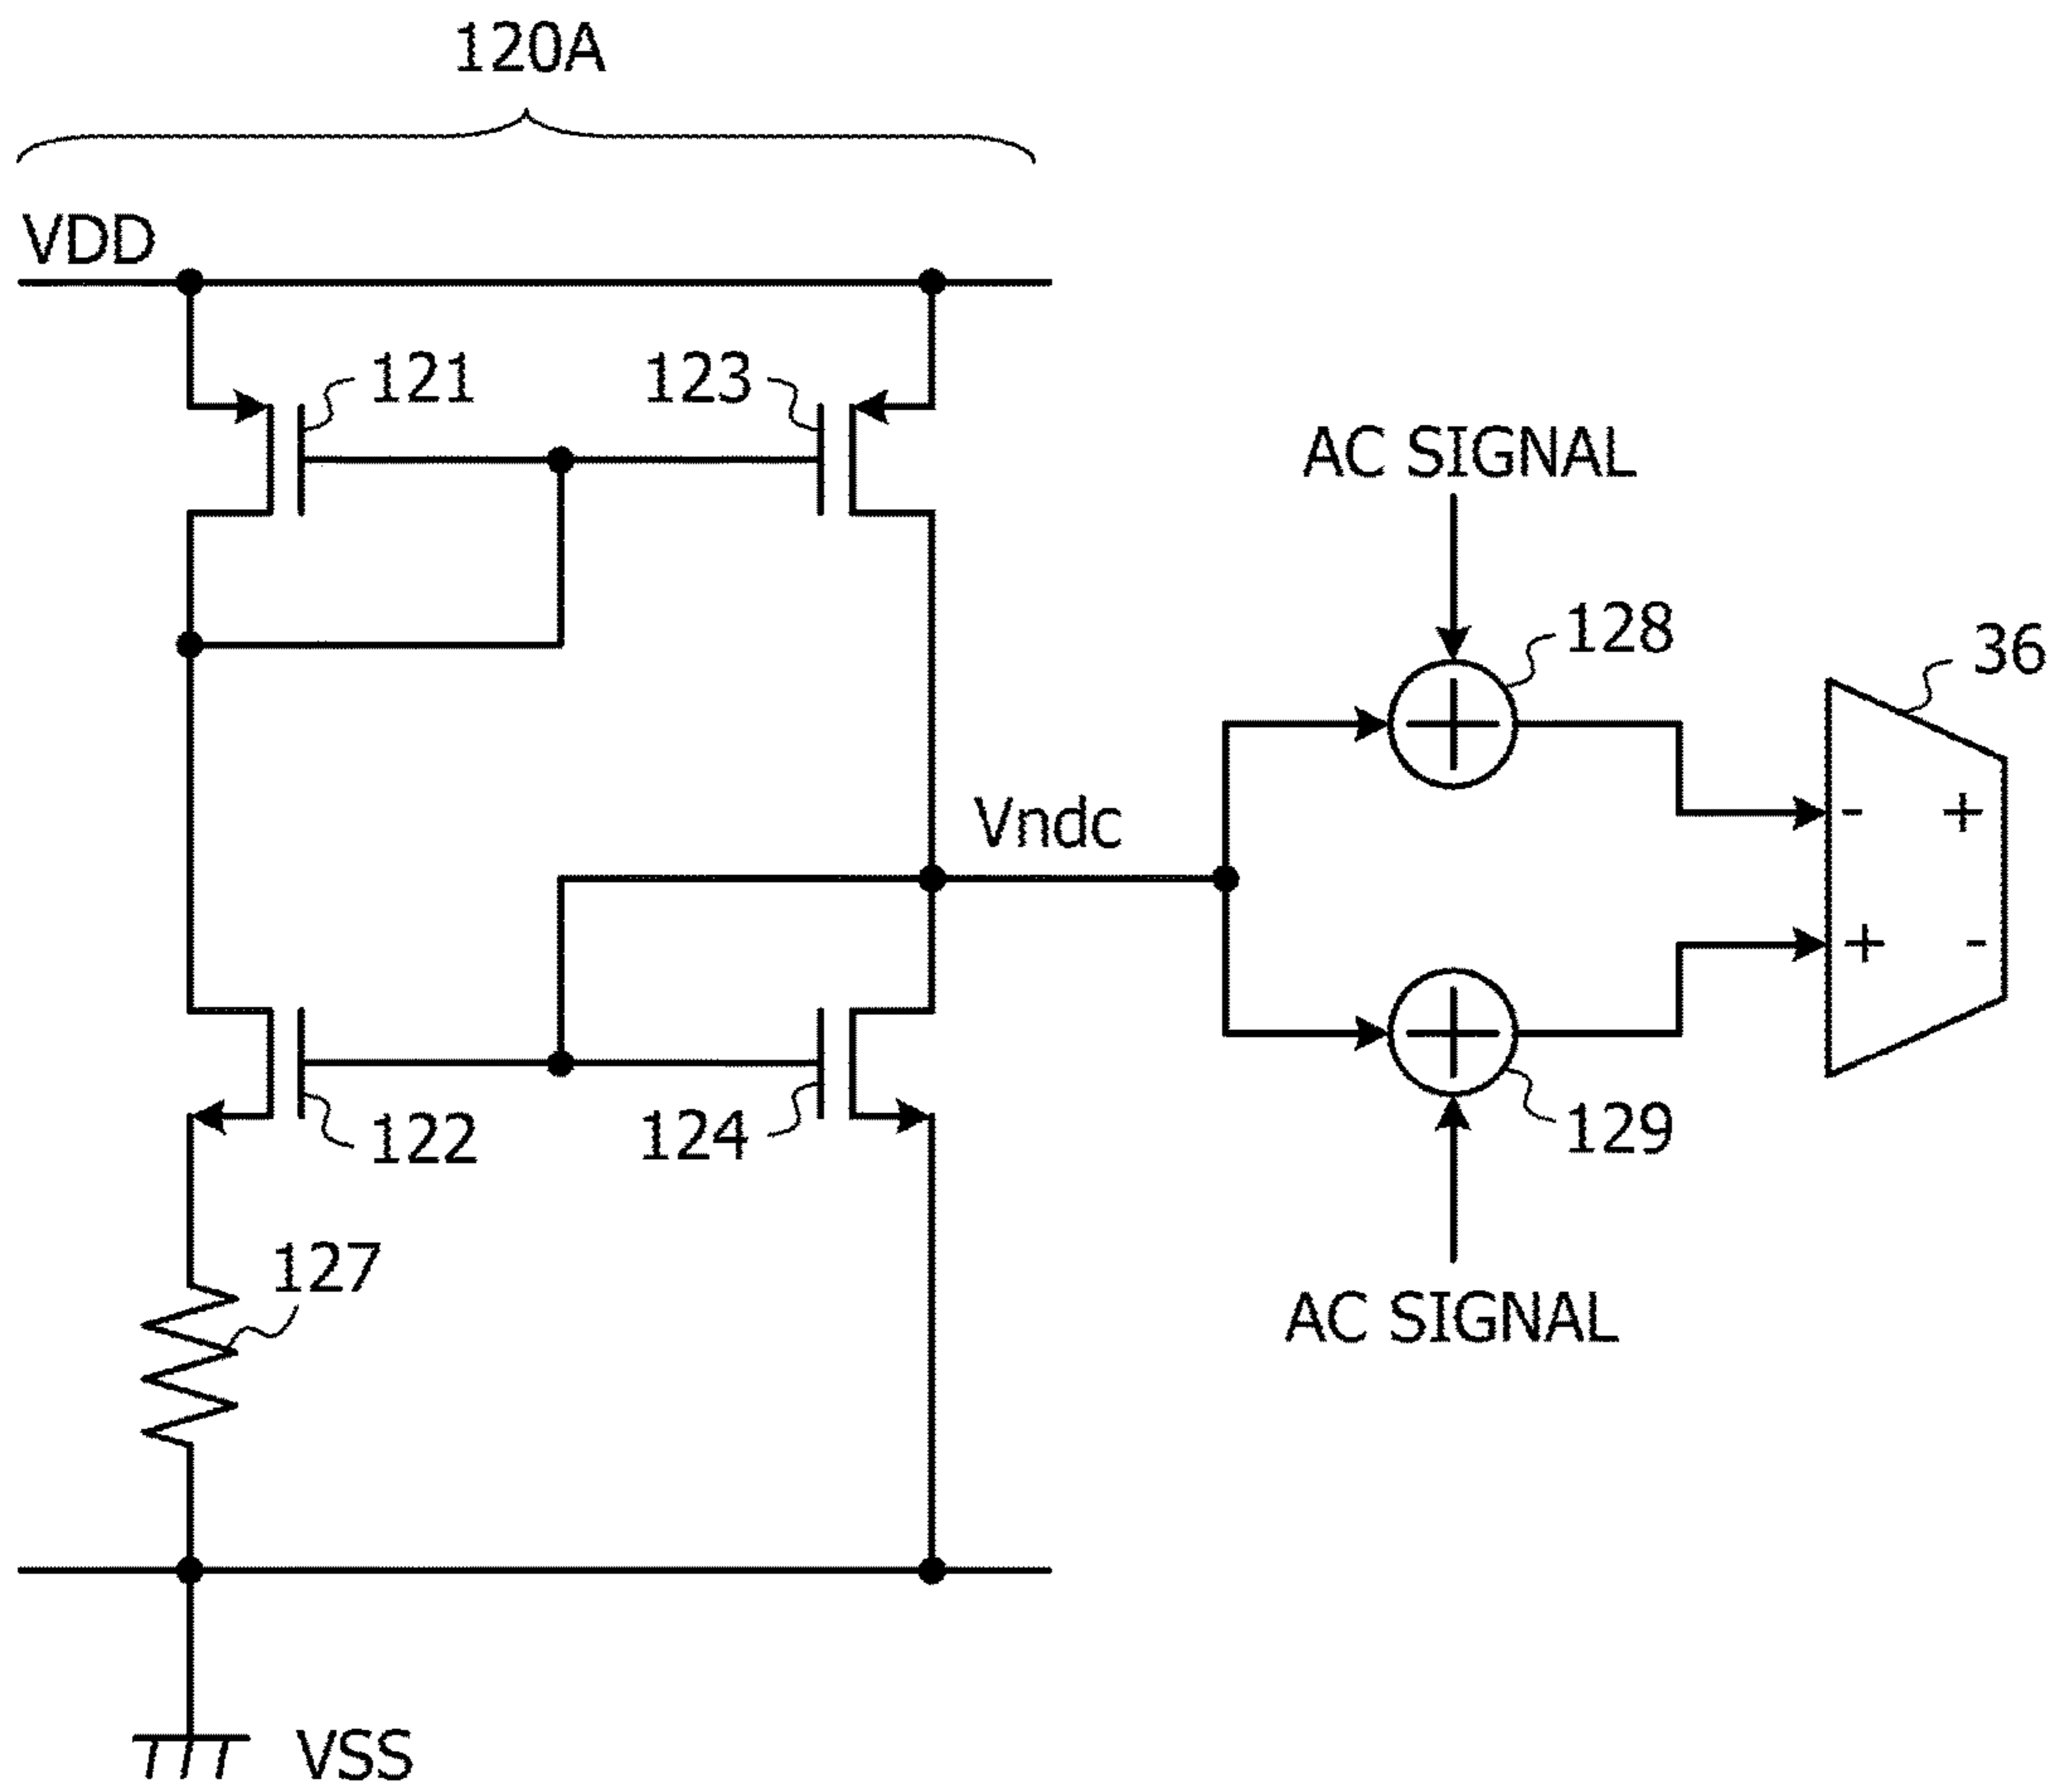 120A
VDD
121
123
AC SIGNAL
128
36
Vndc
- +
+ -
122
124
129
127
AC SIGNAL
VSS